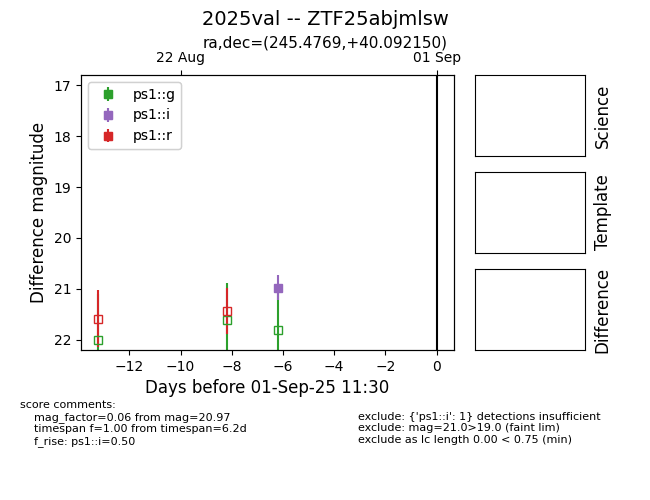 2025val -- ZTF25abjmlsw
ra,dec=(245.4769,+40.092150)
22 Aug
01 Sep
ps1::g
ps1::i
ps1::r
17
18
19
20
21
22
Difference magnitude
−12
−10
−8
−6
−4
−2
0
Days before 01-Sep-25 11:30
Science
Template
Difference
score comments:
mag_factor=0.06 from mag=20.97
timespan f=1.00 from timespan=6.2d
f_rise: ps1::i=0.50
exclude: {'ps1::i': 1} detections insufficient
exclude: mag=21.0>19.0 (faint lim)
exclude as lc length 0.00 < 0.75 (min)